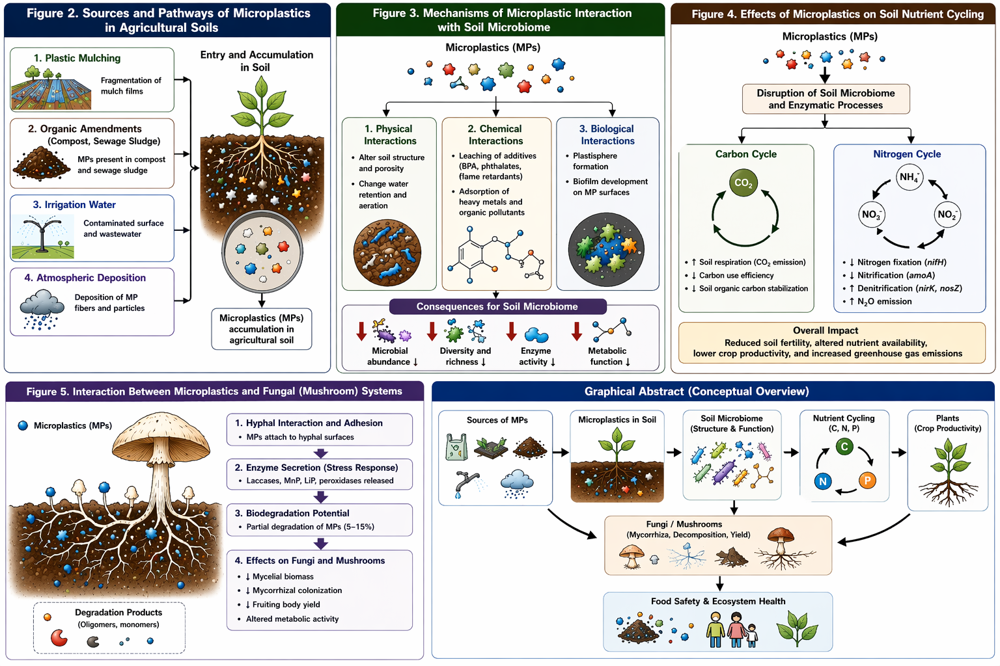 Figure 2. Sources and Pathways of Microplastics
in Agricultural Soils
1. Plastic Mulching
Fragmentation of
mulch films
2. Organic Amendments
(Compost, Sewage Sludge)
MPs present in compost
and sewage sludge
3. Irrigation Water
Contaminated surface
and wastewater
4. Atmospheric Deposition
Deposition of MP
fibers and particles
Entry and Accumulation
in Soil
Microplastics (MPs)
accumulation in
agricultural soil
Figure 3. Mechanisms of Microplastic Interaction
with Soil Microbiome
Microplastics (MPs)
1. Physical
Interactions
• Alter soil structure
and porosity
• Change water
retention and
aeration
2. Chemical
Interactions
• Leaching of additives
(BPA, phthalates,
flame retardants)
• Adsorption of
heavy metals and
organic pollutants
3. Biological
Interactions
• Plastisphere
formation
• Biofilm development
on MP surfaces
Consequences for Soil Microbiome
Microbial
abundance ↓
Diversity and
richness ↓
Enzyme
activity ↓
Metabolic
function ↓
Figure 4. Effects of Microplastics on Soil Nutrient Cycling
Microplastics (MPs)
Disruption of Soil Microbiome
and Enzymatic Processes
Carbon Cycle
CO₂
• ↑ Soil respiration (CO₂ emission)
• ↓ Carbon use efficiency
• ↓ Soil organic carbon stabilization
Nitrogen Cycle
NH₄⁺
NO₃⁻
NO₂⁻
• ↓ Nitrogen fixation (nifH)
• ↓ Nitrification (amoA)
• ↑ Denitrification (nirK, nosZ)
• ↑ N₂O emission
Overall Impact
Reduced soil fertility, altered nutrient availability,
lower crop productivity, and increased greenhouse gas emissions
Figure 5. Interaction Between Microplastics and Fungal (Mushroom) Systems
Microplastics (MPs)
1. Hyphal Interaction and Adhesion
• MPs attach to hyphal surfaces
2. Enzyme Secretion (Stress Response)
• Laccases, MnP, LiP, peroxidases released
3. Biodegradation Potential
• Partial degradation of MPs (5–15%)
4. Effects on Fungi and Mushrooms
• ↓ Mycelial biomass
• ↓ Mycorrhizal colonization
• ↓ Fruiting body yield
• Altered metabolic activity
Degradation Products
(Oligomers, monomers)
Graphical Abstract (Conceptual Overview)
Sources of MPs
Microplastics in Soil
Soil Microbiome
(Structure & Function)
Nutrient Cycling
(C, N, P)
C
N
P
Plants
(Crop Productivity)
Fungi / Mushrooms
(Mycorrhiza, Decomposition, Yield)
Food Safety & Ecosystem Health